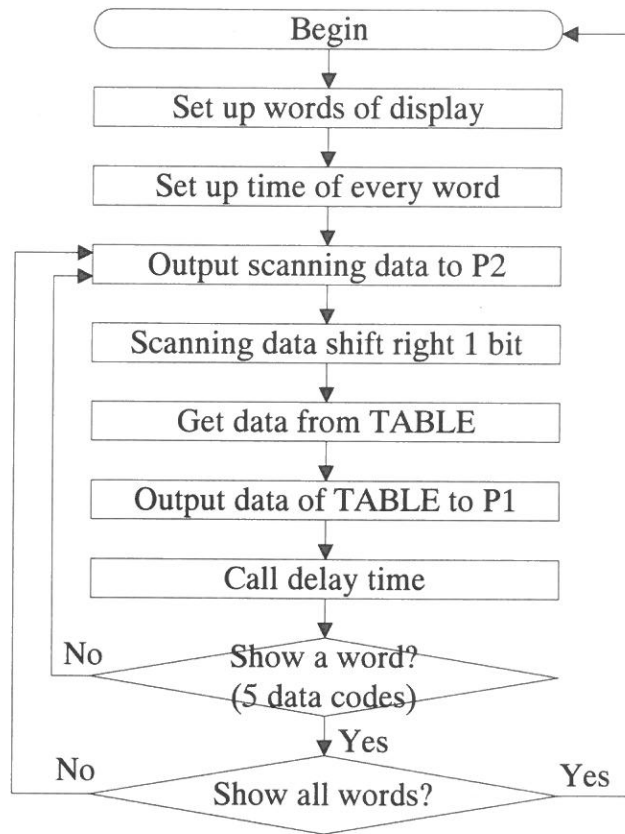 Begin
Set up words of display
Set up time of every word
Output scanning data to P2
Scanning data shift right 1 bit
Get data from TABLE
Output data of TABLE to P1
Call delay time
No
Show a word?
(5 data codes)
Yes
No
Show all words?
Yes